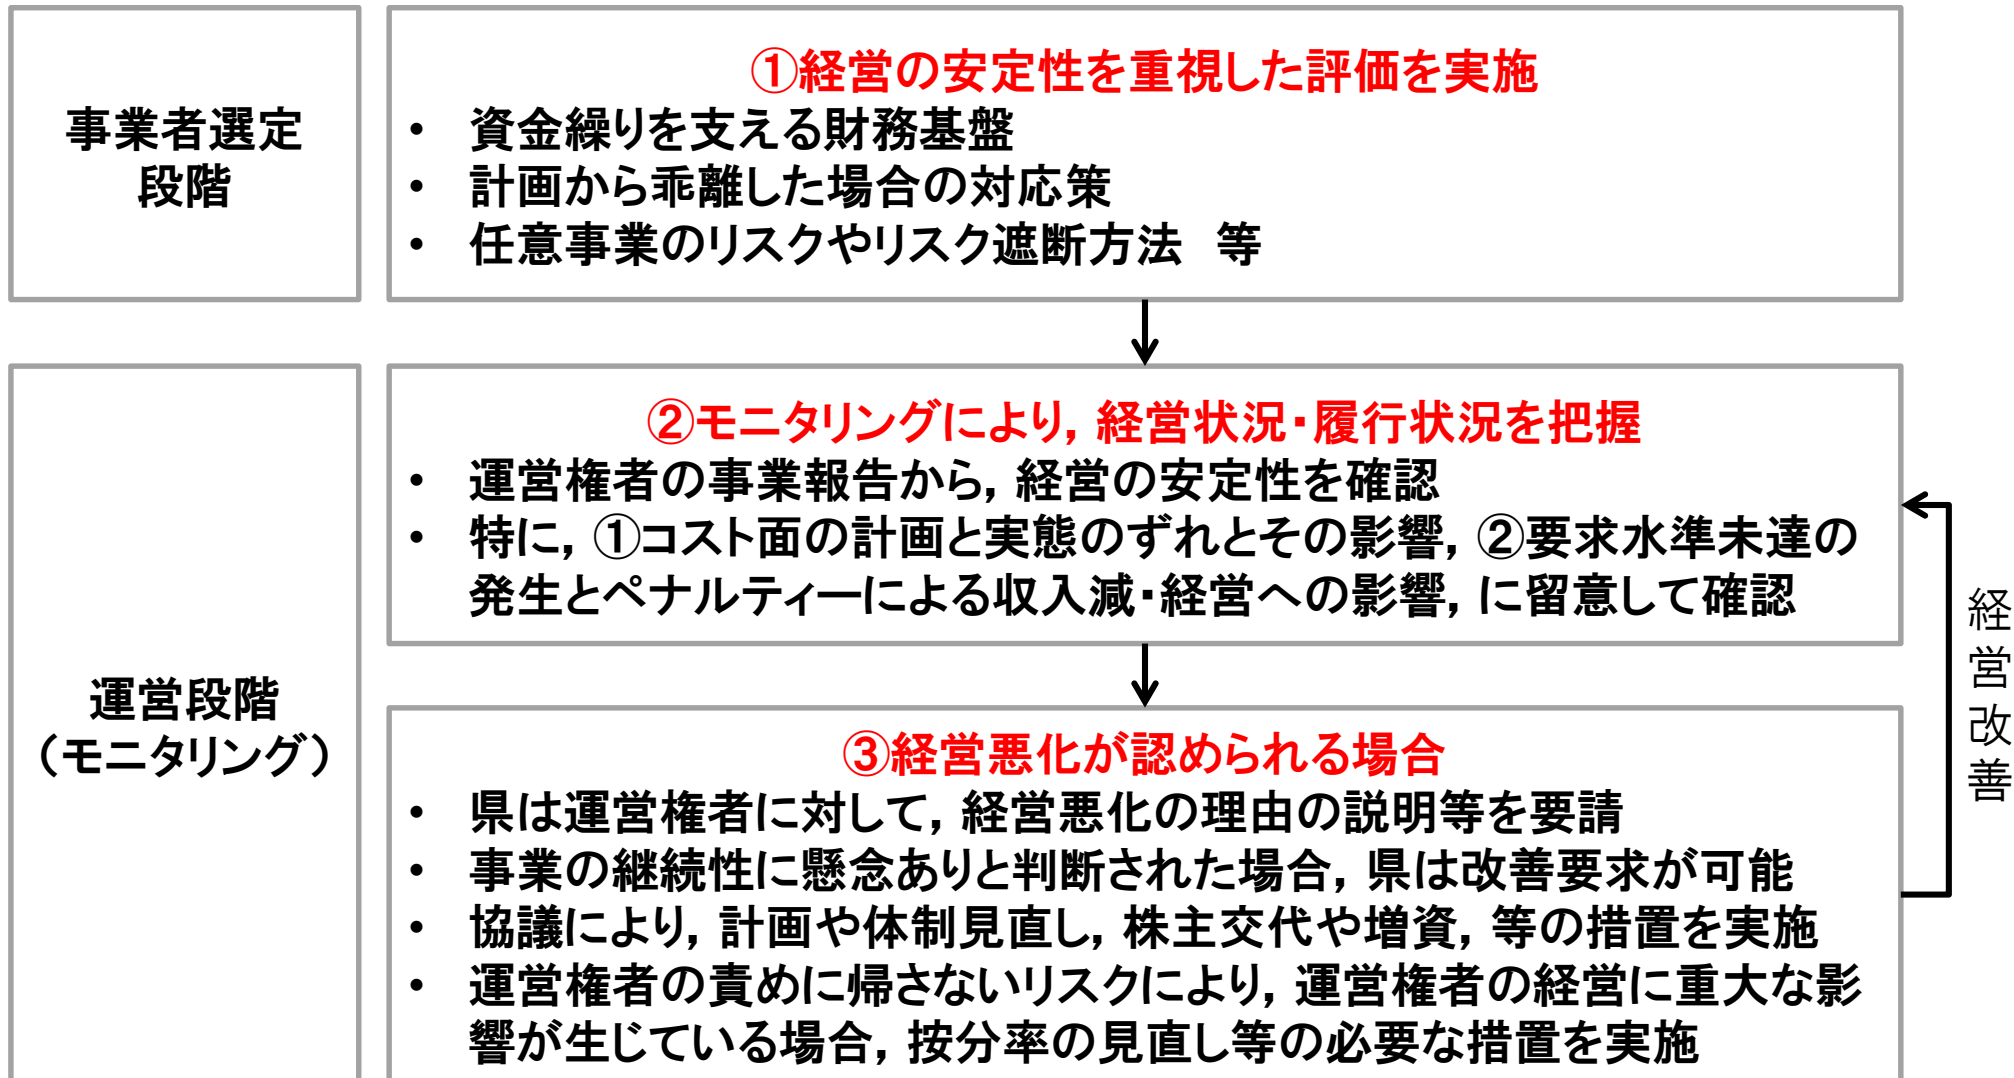 事業者選定
段階
①経営の安定性を重視した評価を実施
• 資金繰りを支える財務基盤
• 計画から乖離した場合の対応策
• 任意事業のリスクやリスク遮断方法　等
運営段階
（モニタリング）
②モニタリングにより, 経営状況・履行状況を把握
• 運営権者の事業報告から, 経営の安定性を確認
• 特に, ①コスト面の計画と実態のずれとその影響, ②要求水準未達の
発生とペナルティーによる収入減・経営への影響, に留意して確認
③経営悪化が認められる場合
• 県は運営権者に対して, 経営悪化の理由の説明等を要請
• 事業の継続性に懸念ありと判断された場合, 県は改善要求が可能
• 協議により, 計画や体制見直し, 株主交代や増資, 等の措置を実施
• 運営権者の責めに帰さないリスクにより, 運営権者の経営に重大な影
響が生じている場合, 按分率の見直し等の必要な措置を実施
経営改善